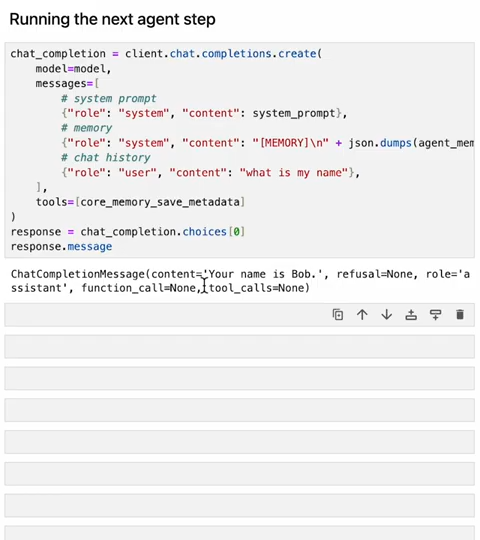 Running the next agent step
chat_completion = client.chat.completions.create(
    model=model,
    messages=[
        # system prompt
        {"role": "system", "content": system_prompt},
        # memory
        {"role": "system", "content": "[MEMORY]\n" + json.dumps(agent_mem
        # chat history
        {"role": "user", "content": "what is my name"},
    ],
    tools=[core_memory_save_metadata]
)
response = chat_completion.choices[0]
response.message
ChatCompletionMessage(content='Your name is Bob.', refusal=None, role='a
ssistant', function_call=None, tool_calls=None)